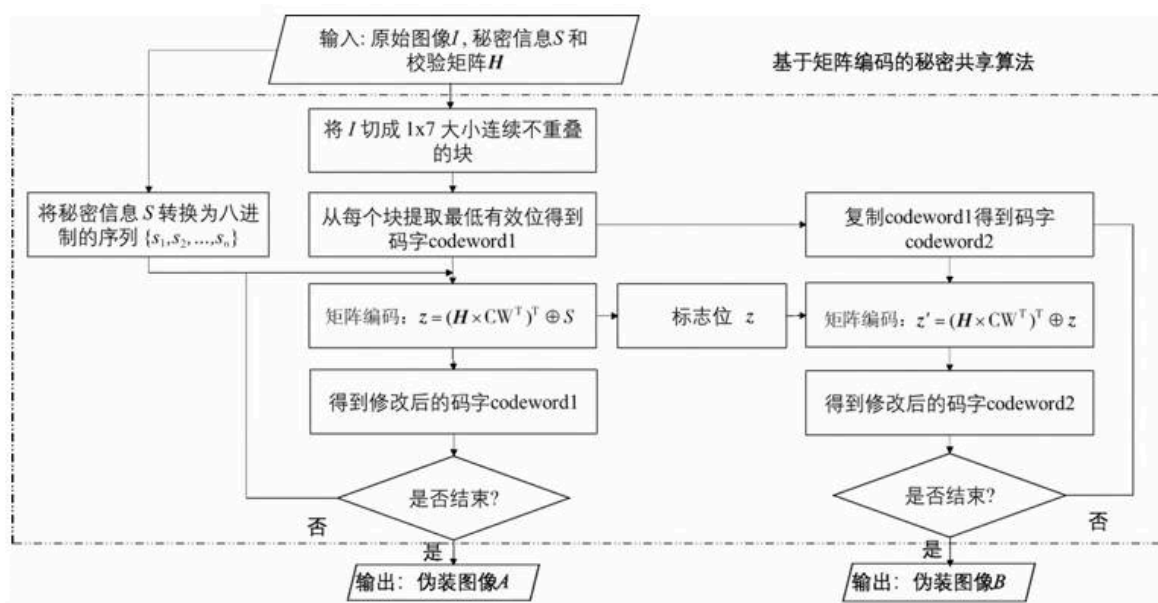 输入: 原始图像I , 秘密信息S 和
校验矩阵H
基于矩阵编码的秘密共享算法
将 I 切成 1x7 大小连续不重叠
的块
将秘密信息 S 转换为八进
制的序列 {s₁,s₂,...,sₙ}
从每个块提取最低有效位得到
码字codeword1
复制codeword1得到码字
codeword2
矩阵编码：z = (H × CWᵀ)ᵀ ⊕ S
标志位 z
矩阵编码：z′ = (H × CWᵀ)ᵀ ⊕ z
得到修改后的码字codeword1
得到修改后的码字codeword2
是否结束?
是否结束?
否
否
是
是
输出：伪装图像A
输出：伪装图像B